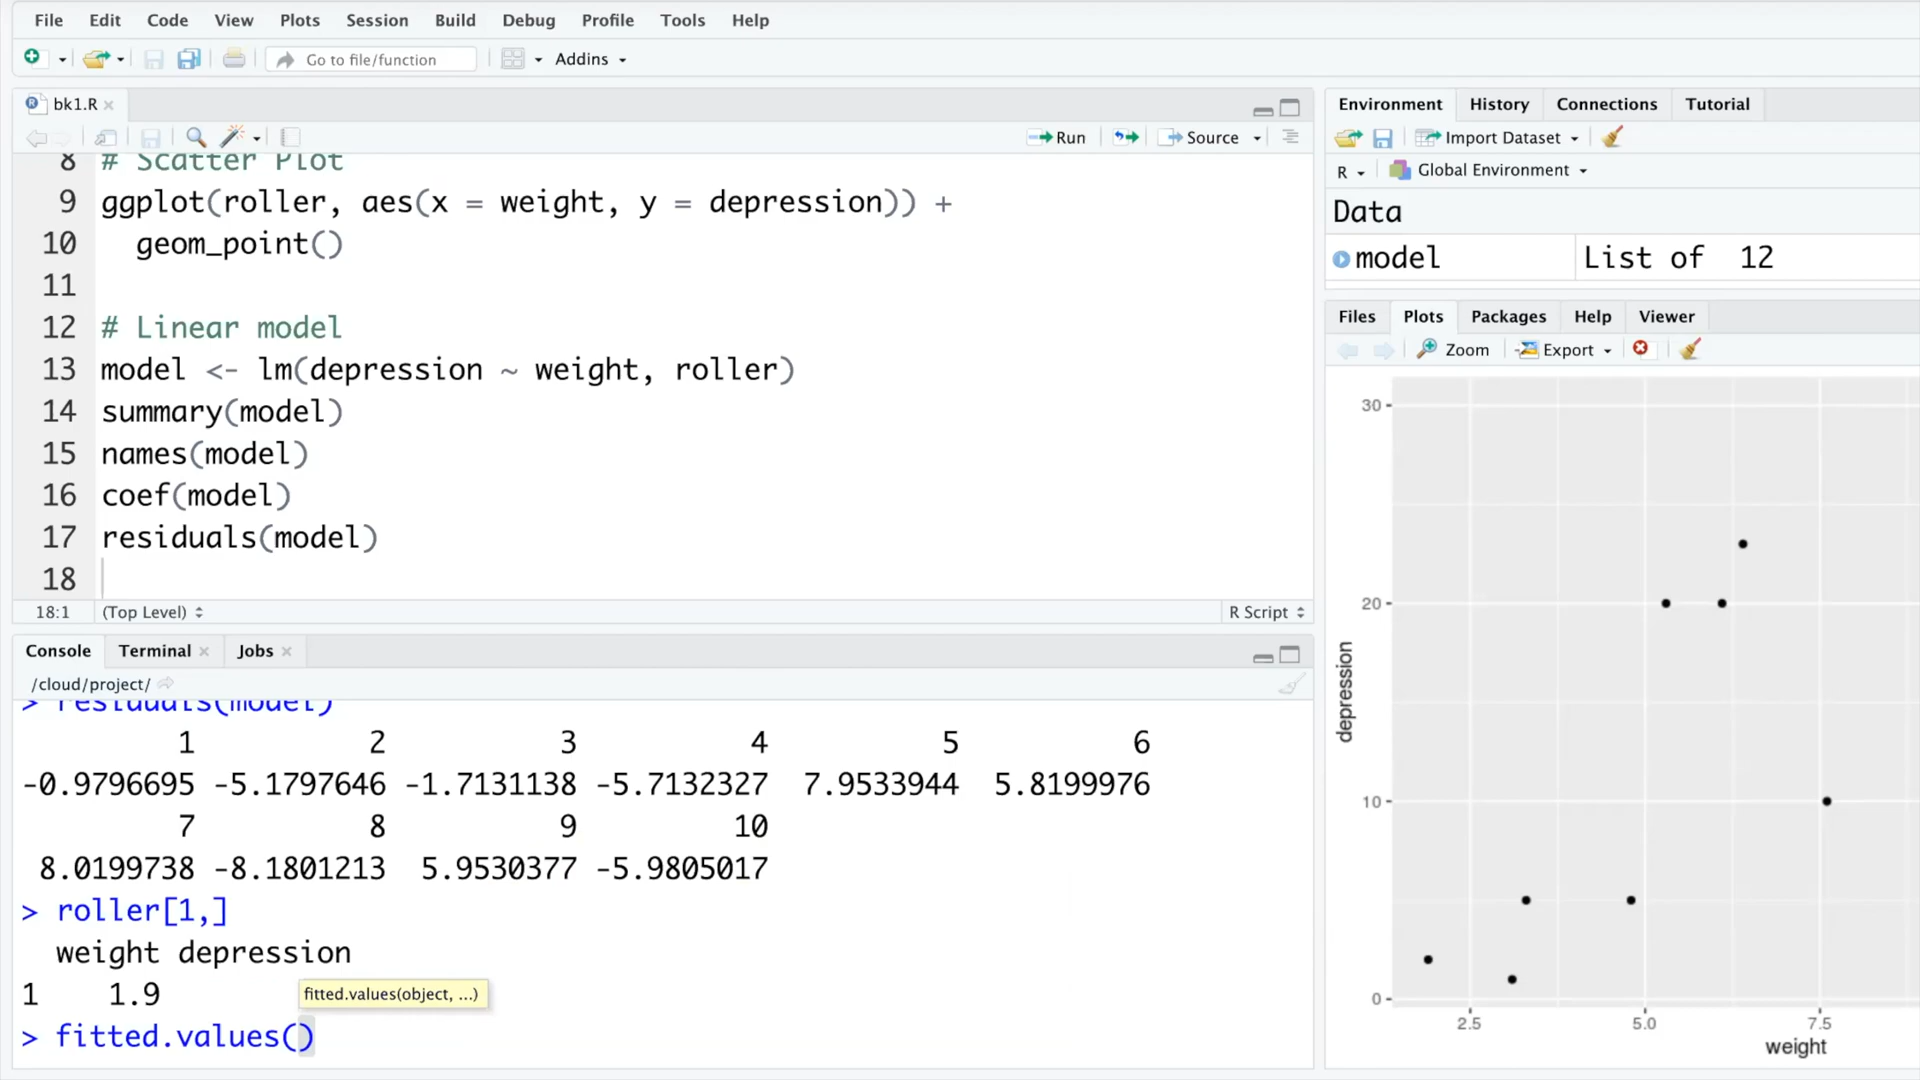 File Edit Code View Plots Session Build Debug Profile Tools Help
Go to file/function Addins
bk1.R
Run Source
8 # Scatter Plot
9 ggplot(roller, aes(x = weight, y = depression)) +
10 geom_point()
11
12 # Linear model
13 model <- lm(depression ~ weight, roller)
14 summary(model)
15 names(model)
16 coef(model)
17 residuals(model)
18
18:1 (Top Level) R Script
Console Terminal Jobs
/cloud/project/
> residuals(model)
1 2 3 4 5 6
-0.9796695 -5.1797646 -1.7131138 -5.7132327 7.9533944 5.8199976
7 8 9 10
8.0199738 -8.1801213 5.9530377 -5.9805017
> roller[1,]
weight depression
1 1.9
fitted.values(object, ...)
> fitted.values()
Environment History Connections Tutorial
Import Dataset
R Global Environment
Data
model List of 12
Files Plots Packages Help Viewer
Zoom Export
30
20
10
0
depression
2.5 5.0 7.5
weight